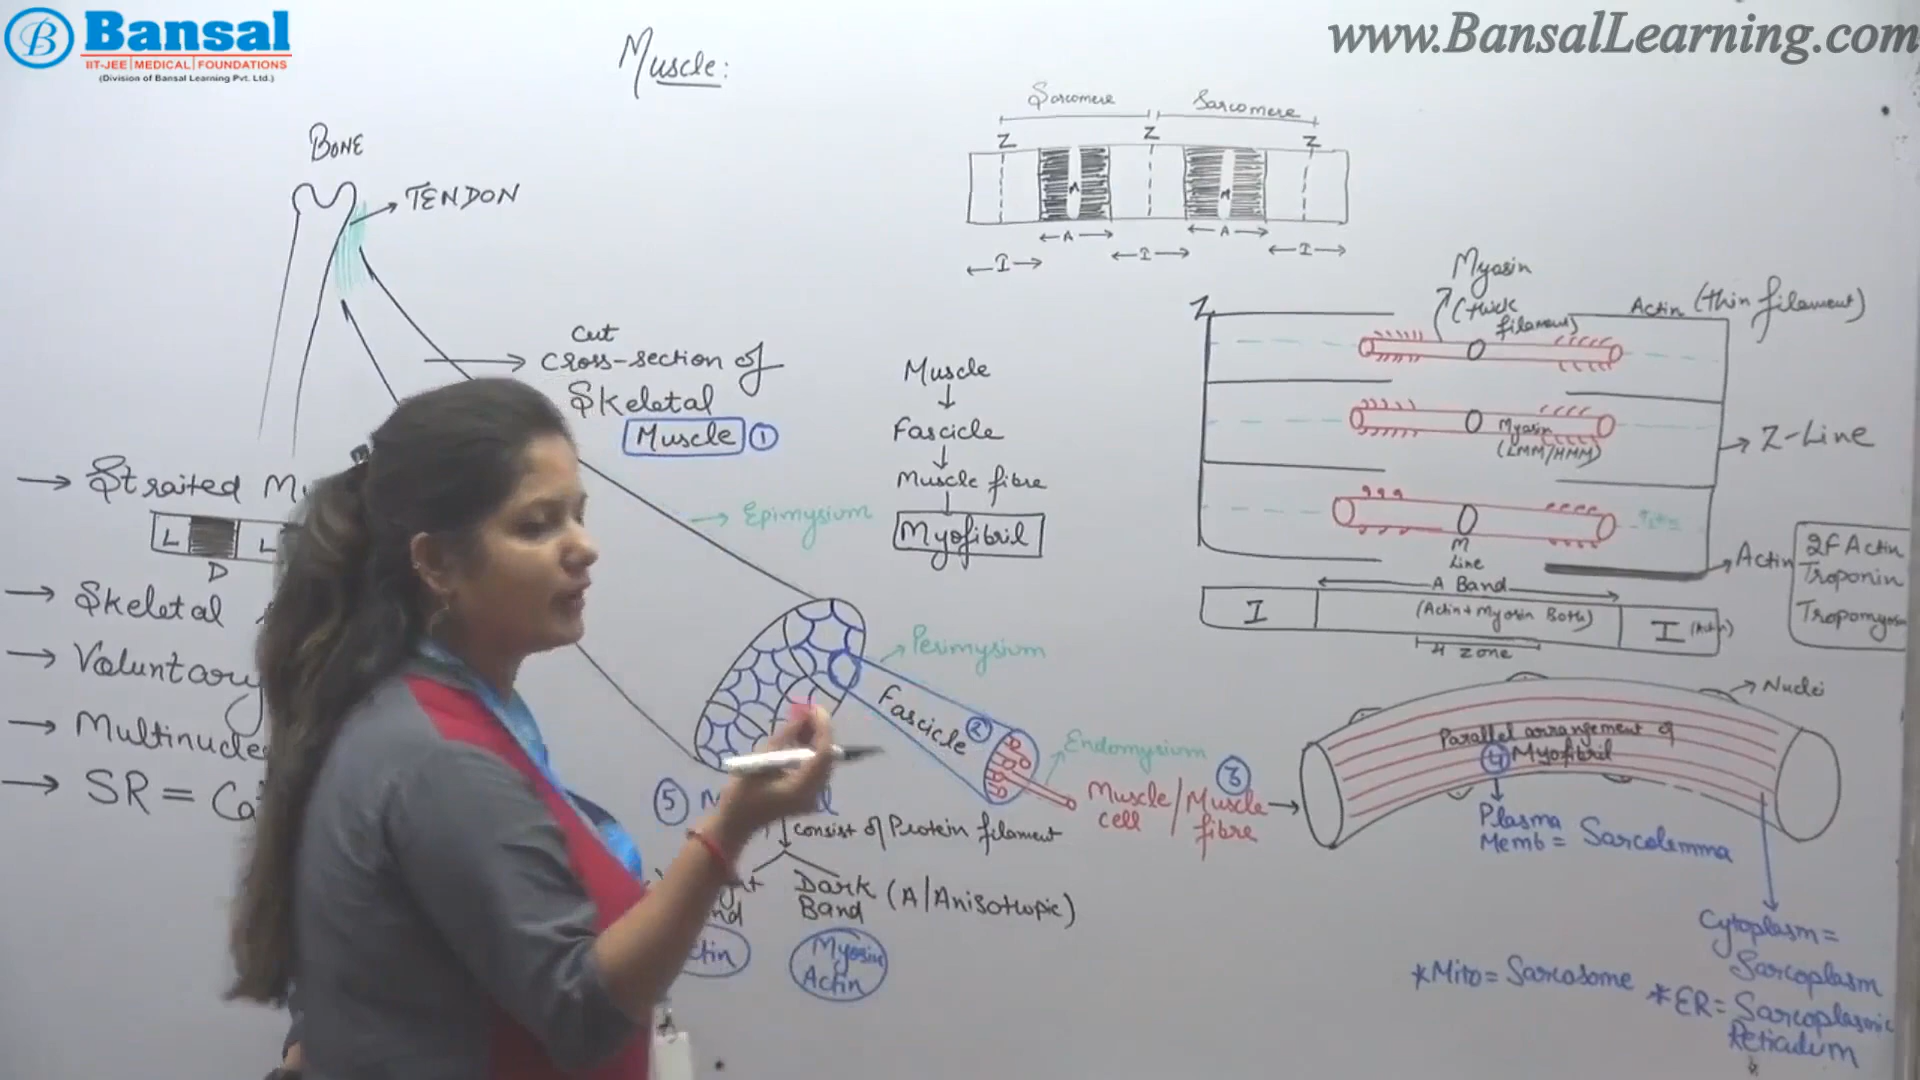 Bansal
IIT-JEE | MEDICAL | FOUNDATIONS
(Division of Bansal Learning Pvt. Ltd.)
www.BansalLearning.com
Muscle:
BONE
TENDON
Cut
Cross-section of
Skeletal
Muscle 1
Straited
L
L
D
Skeletal
Voluntary
SR =
Epimysium
Muscle
Fascicle
Muscle fibre
Myofibril
Perimysium
Fascicle 2
Endomysium
Muscle/Muscle
cell fibre
3
5
Consist of Protein filament
Dark (A/Anisotropic)
Band
Myosin
Actin
Sarcomere Sarcomere
Z Z Z
M M
A A
I I I
Myosin
(thick
filament)
Actin (thin filament)
Z
Myosin
(LMM/HMM)
Z-Line
M
Line
Actin
2F Actin
Troponin
A Band
I (Actin+Myosin Both) I (Actin)
H Zone
Nuclei
Parallel arrangement of
4 Myofibril
Plasma
Memb = Sarcolemma
Cytoplasm =
Sarcoplasm
*Mito = Sarcosome
*ER = Sarcoplasmic
Reticulum